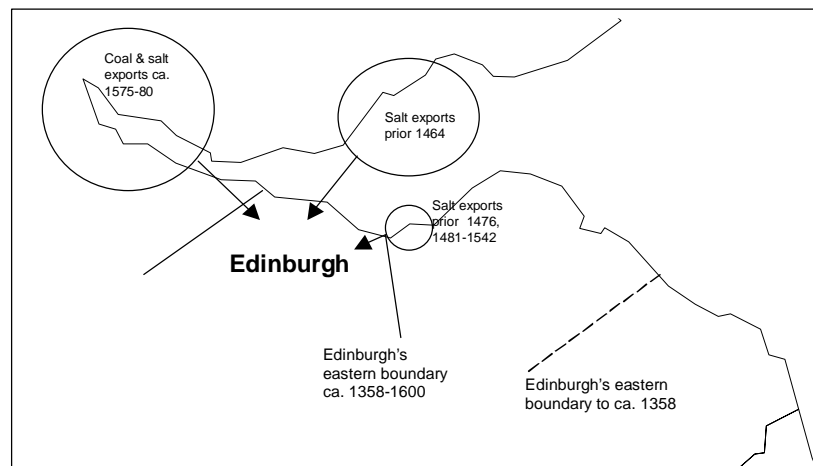 Coal & salt
exports ca.
1575-80
Salt exports
prior 1464
Salt exports
prior 1476,
1481-1542
Edinburgh
Edinburgh's
eastern boundary
ca. 1358-1600
Edinburgh's eastern
boundary to ca. 1358